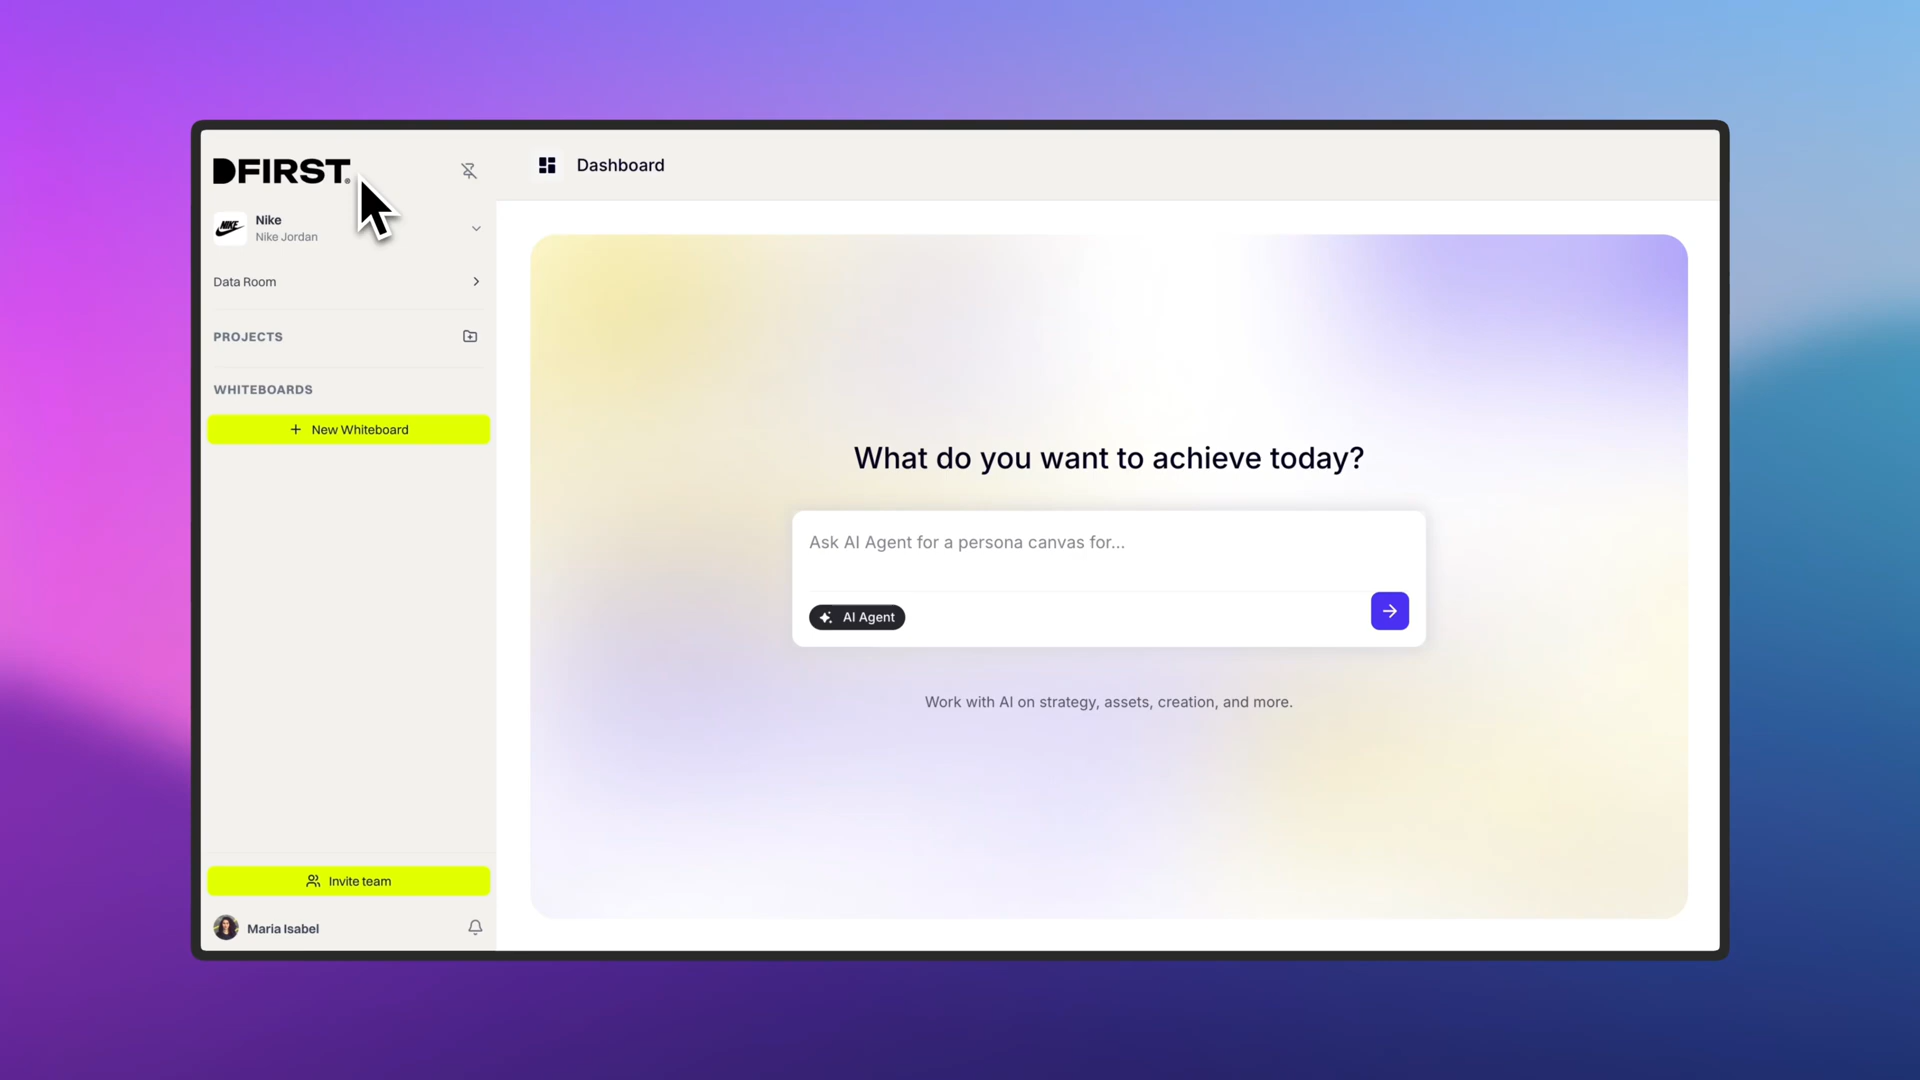 DFIRST®
Dashboard
NIKE
Nike
Nike Jordan
Data Room
PROJECTS
WHITEBOARDS
+ New Whiteboard
What do you want to achieve today?
Ask AI Agent for a persona canvas for...
AI Agent
Work with AI on strategy, assets, creation, and more.
Invite team
Maria Isabel